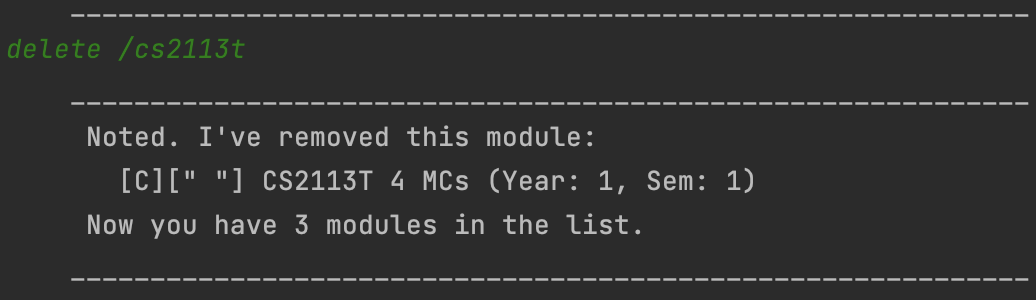 ____________________________________________________________
delete /cs2113t
____________________________________________________________
Noted. I've removed this module:
[C][" "] CS2113T 4 MCs (Year: 1, Sem: 1)
Now you have 3 modules in the list.
____________________________________________________________